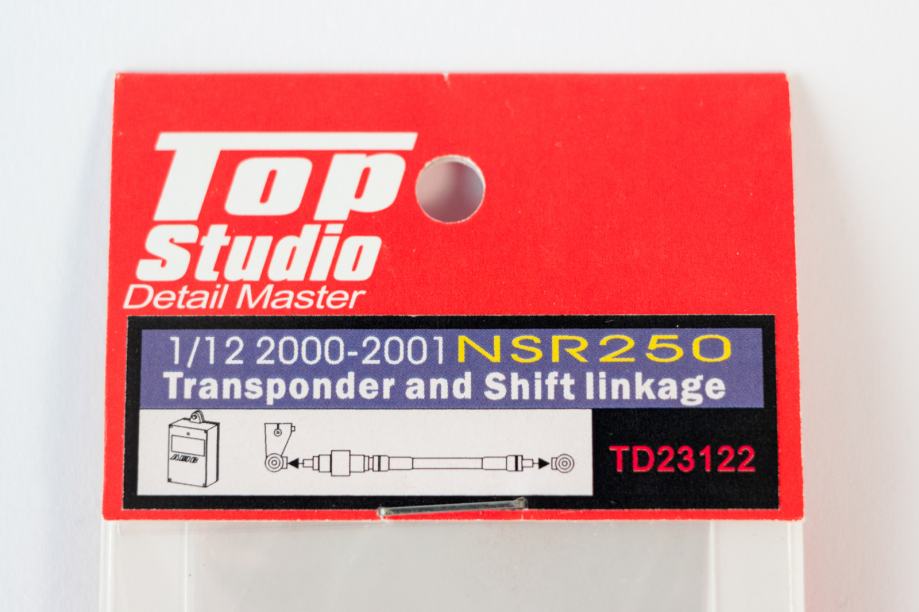 Top
Studio
Detail Master
1/12 2000-2001 NSR250
Transponder and Shift linkage
TD23122